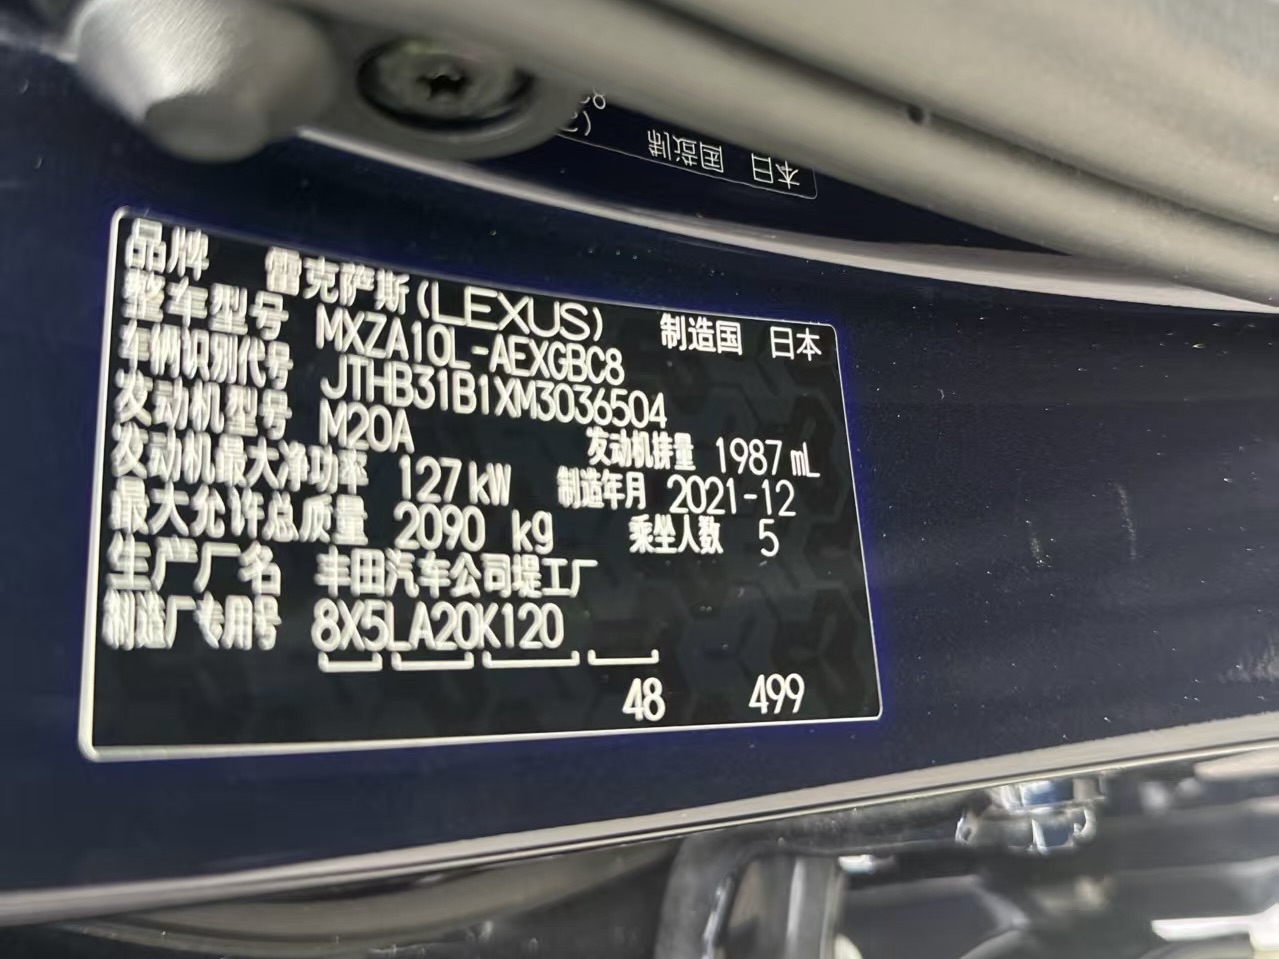 制造国 日本
品牌 雷克萨斯(LEXUS) 制造国 日本
整车型号 MXZA10L-AEXGBC8
车辆识别代号 JTHB31B1XM3036504
发动机型号 M20A 发动机排量 1987 mL
发动机最大净功率 127 kW 制造年月 2021-12
最大允许总质量 2090 kg 乘坐人数 5
生产厂名 丰田汽车公司堤工厂
制造厂专用号 8X5LA20K120
48 499